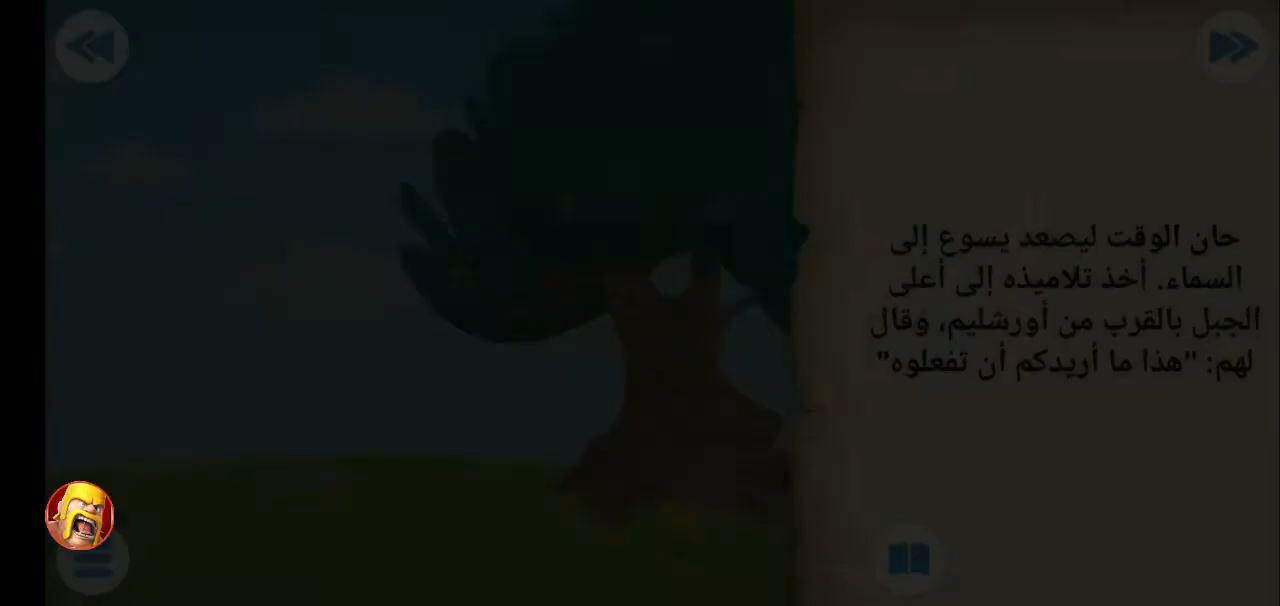 حان الوقت ليصعد يسوع إلى
السماء. أخذ تلاميذه إلى أعلى
الجبل بالقرب من أورشليم، وقال
لهم: "هذا ما أريدكم أن تفعلوه"